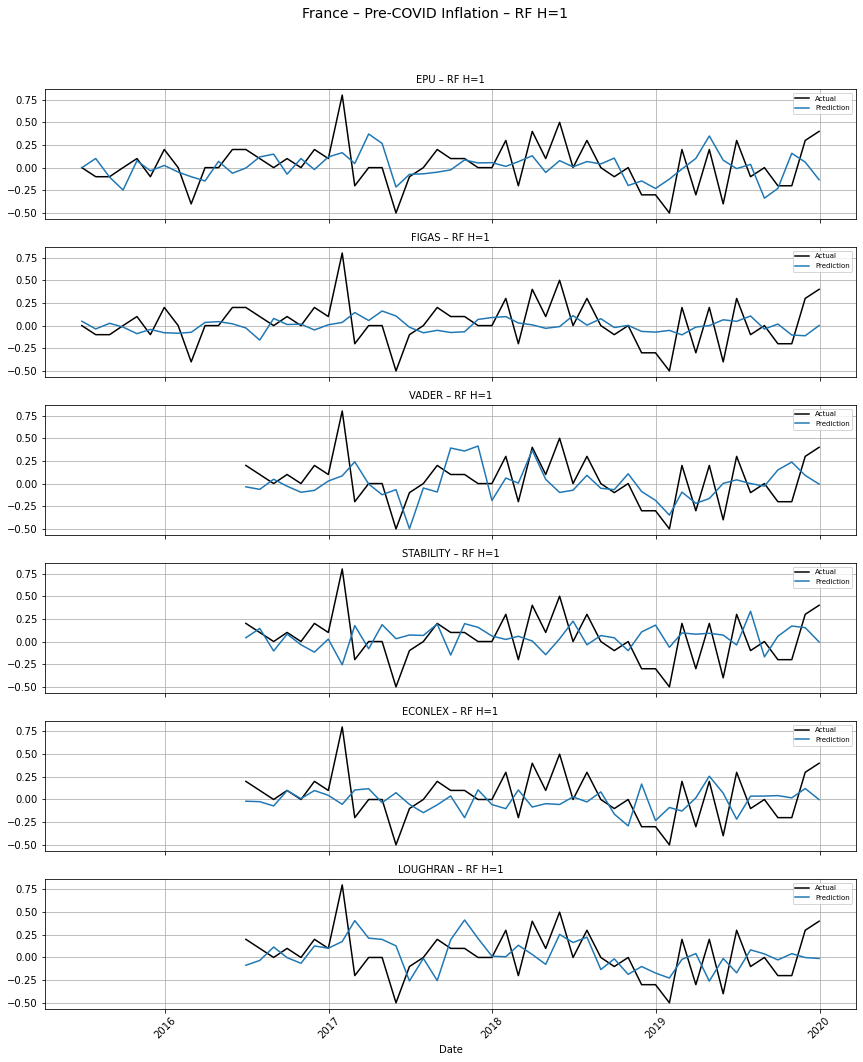 France – Pre-COVID Inflation – RF H=1
EPU – RF H=1
Actual
Prediction
0.75
0.50
0.25
0.00
−0.25
−0.50
FIGAS – RF H=1
Actual
Prediction
0.75
0.50
0.25
0.00
−0.25
−0.50
VADER – RF H=1
Actual
Prediction
0.75
0.50
0.25
0.00
−0.25
−0.50
STABILITY – RF H=1
Actual
Prediction
0.75
0.50
0.25
0.00
−0.25
−0.50
ECONLEX – RF H=1
Actual
Prediction
0.75
0.50
0.25
0.00
−0.25
−0.50
LOUGHRAN – RF H=1
Actual
Prediction
0.75
0.50
0.25
0.00
−0.25
−0.50
2016 2017 2018 2019 2020
Date